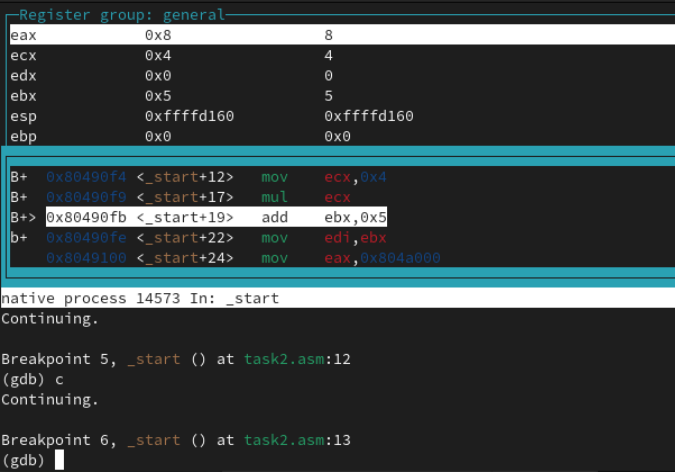 Register group: general
eax 0x8 8
ecx 0x4 4
edx 0x0 0
ebx 0x5 5
esp 0xffffd160 0xffffd160
ebp 0x0 0x0
B+ 0x80490f4 <_start+12> mov ecx,0x4
B+ 0x80490f9 <_start+17> mul ecx
B+> 0x80490fb <_start+19> add ebx,0x5
b+ 0x80490fe <_start+22> mov edi,ebx
0x8049100 <_start+24> mov eax,0x804a000
native process 14573 In: _start
Continuing.
Breakpoint 5, _start () at task2.asm:12
(gdb) c
Continuing.
Breakpoint 6, _start () at task2.asm:13
(gdb)